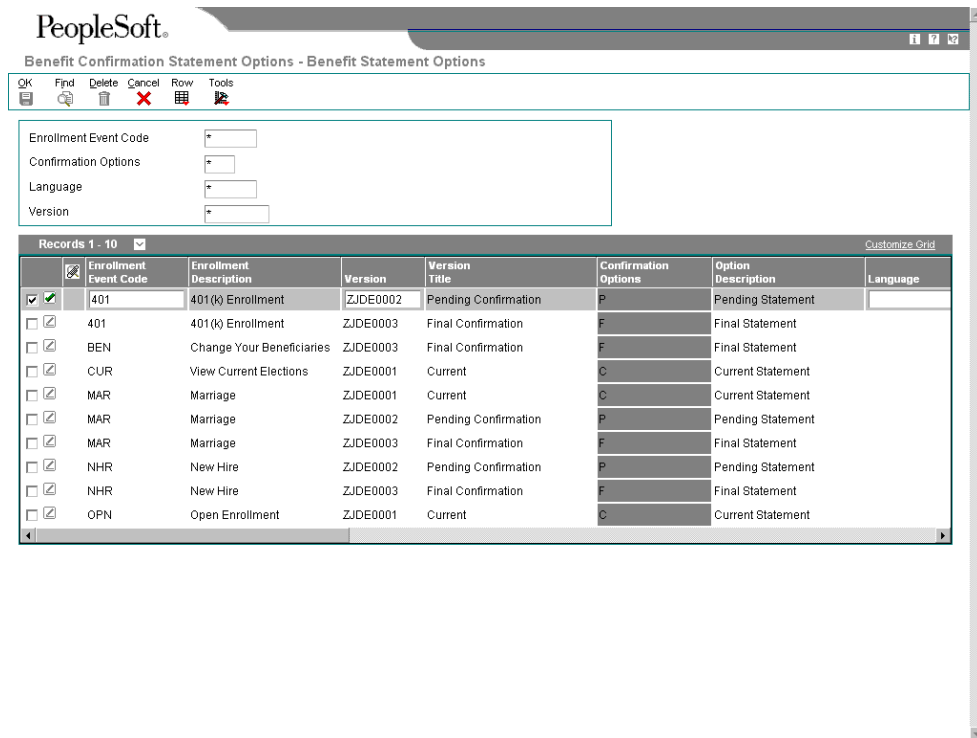 PeopleSoft®
Benefit Confirmation Statement Options - Benefit Statement Options
OK Find Delete Cancel Row Tools
Enrollment Event Code *
Confirmation Options *
Language *
Version *
Records 1 - 10 Customize Grid
Enrollment Event Code Enrollment Description Version Version Title Confirmation Options Option Description Language
401 401(k) Enrollment ZJDE0002 Pending Confirmation P Pending Statement
401 401(k) Enrollment ZJDE0003 Final Confirmation F Final Statement
BEN Change Your Beneficiaries ZJDE0003 Final Confirmation F Final Statement
CUR View Current Elections ZJDE0001 Current C Current Statement
MAR Marriage ZJDE0001 Current C Current Statement
MAR Marriage ZJDE0002 Pending Confirmation P Pending Statement
MAR Marriage ZJDE0003 Final Confirmation F Final Statement
NHR New Hire ZJDE0002 Pending Confirmation P Pending Statement
NHR New Hire ZJDE0003 Final Confirmation F Final Statement
OPN Open Enrollment ZJDE0001 Current C Current Statement